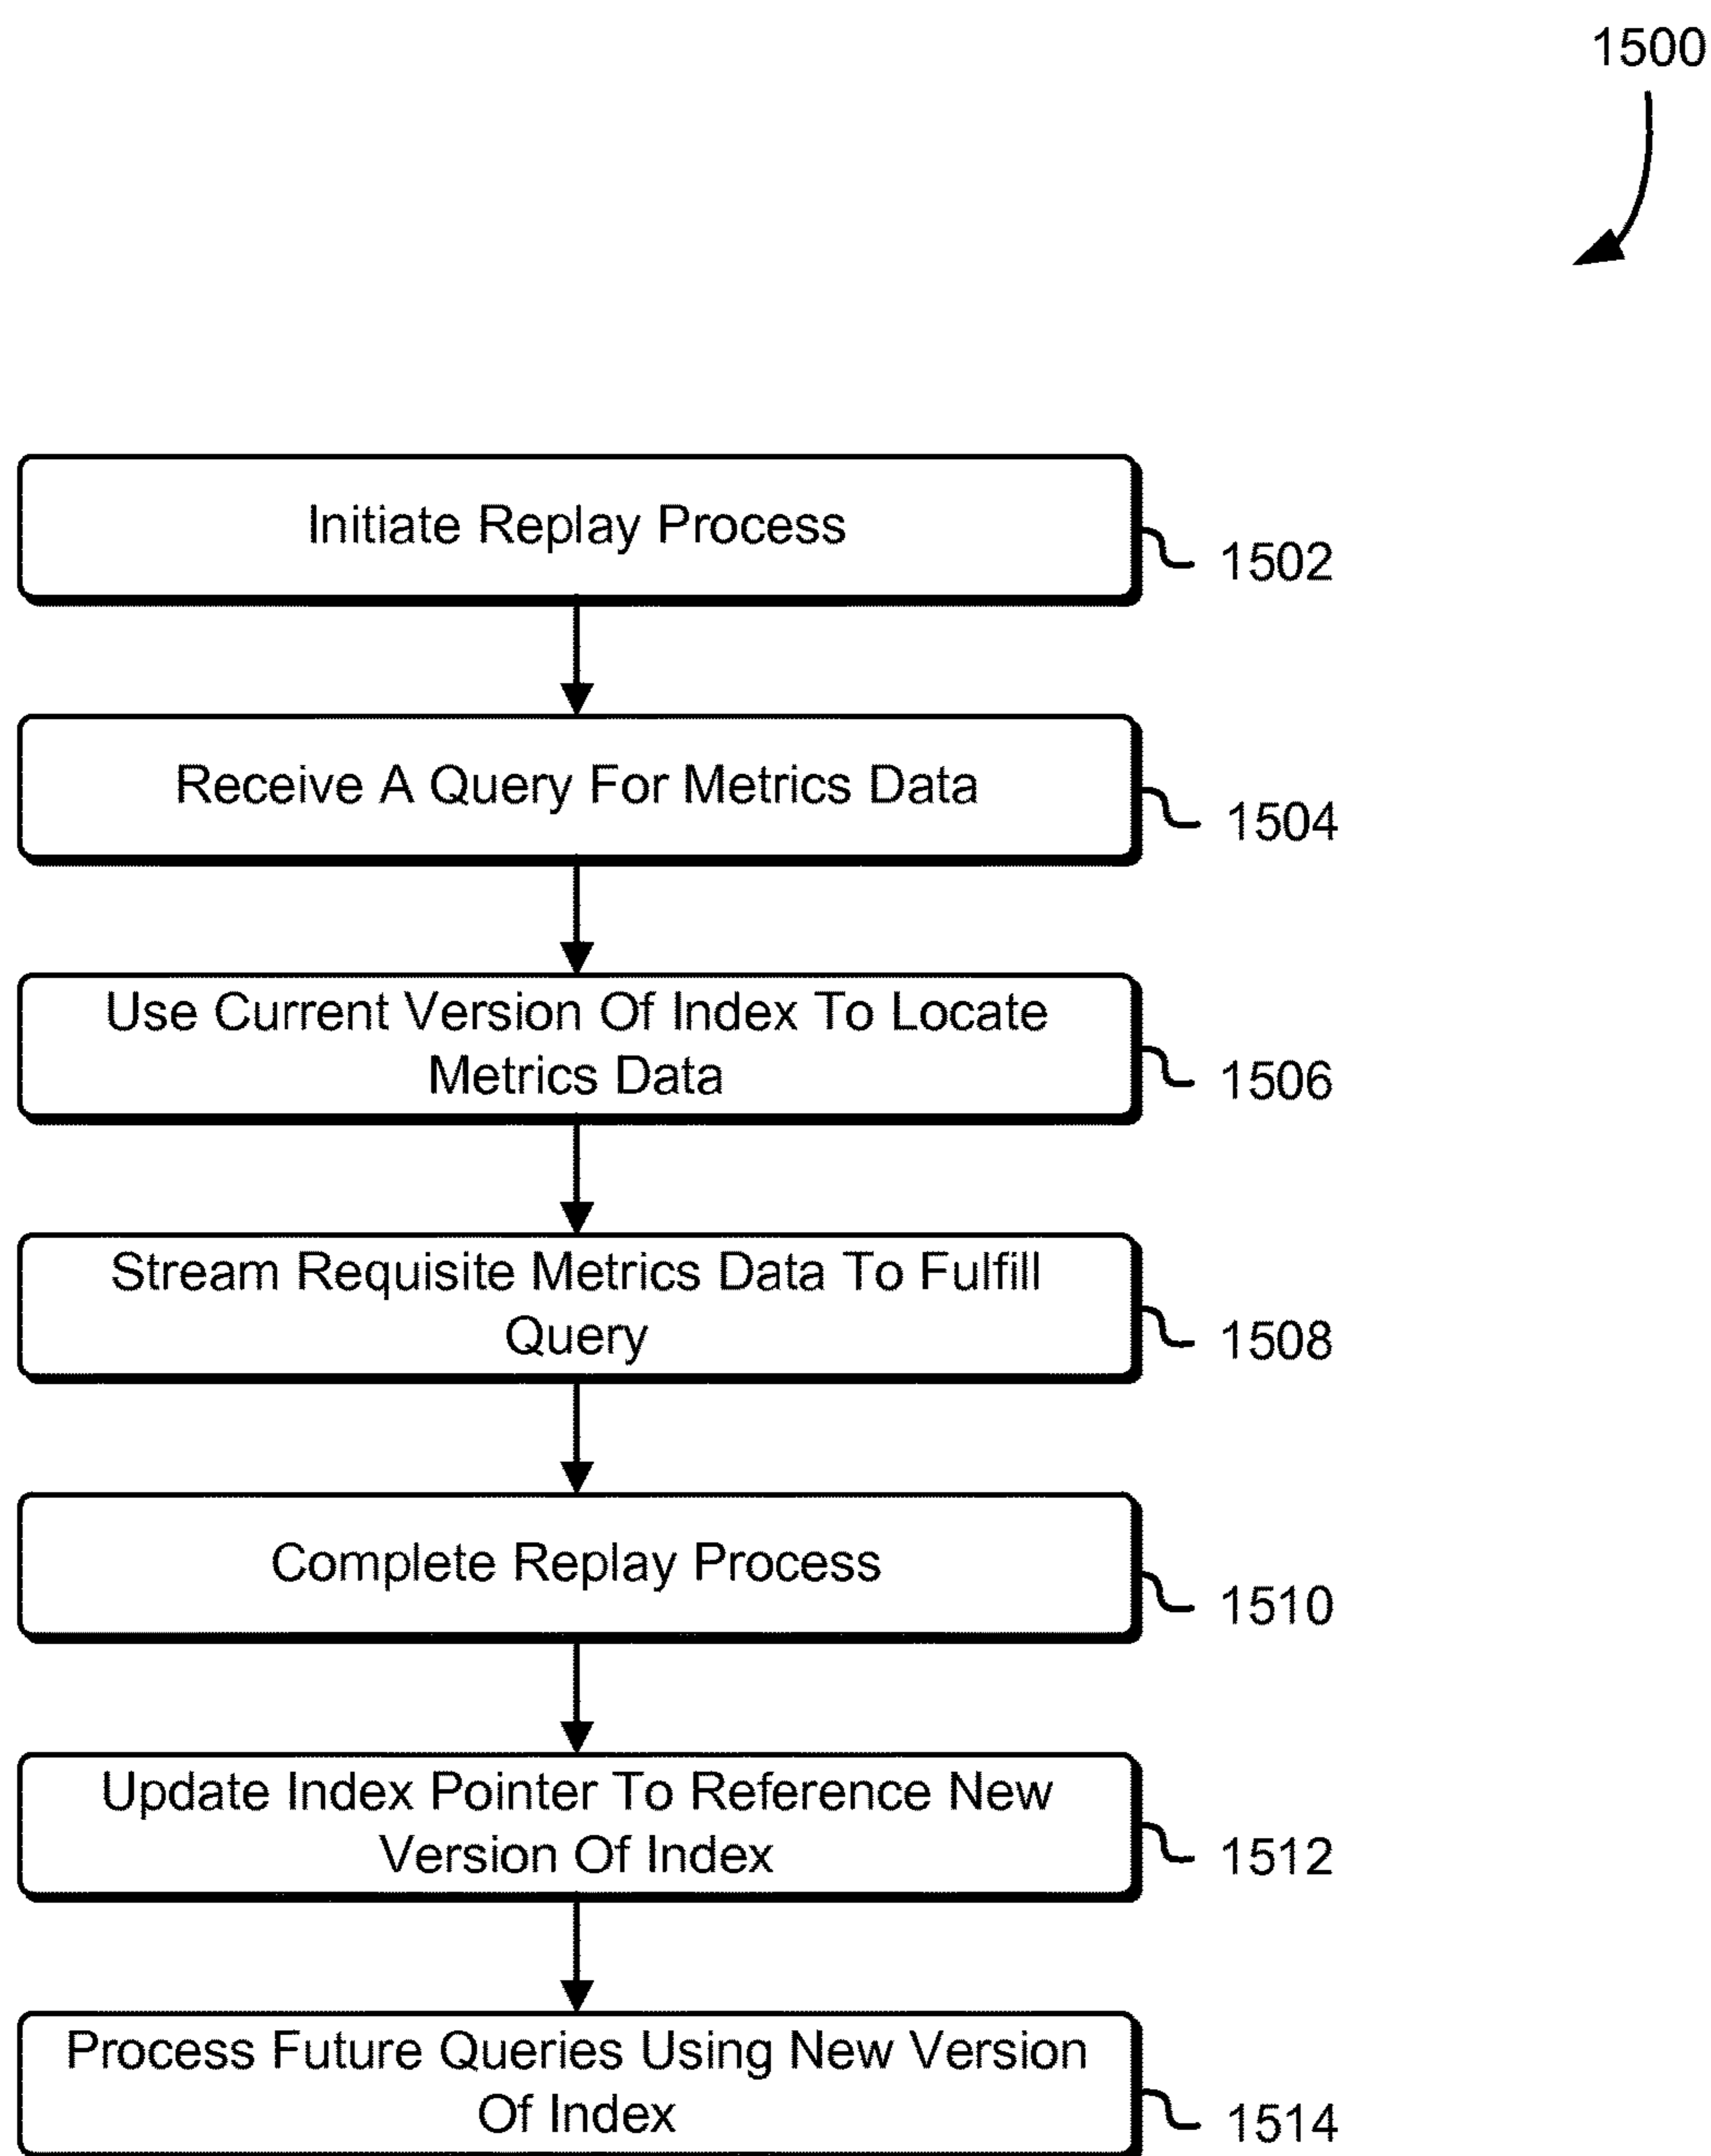 1500
Initiate Replay Process
1502
Receive A Query For Metrics Data
1504
Use Current Version Of Index To Locate
Metrics Data
1506
Stream Requisite Metrics Data To Fulfill
Query
1508
Complete Replay Process
1510
Update Index Pointer To Reference New
Version Of Index
1512
Process Future Queries Using New Version
Of Index
1514